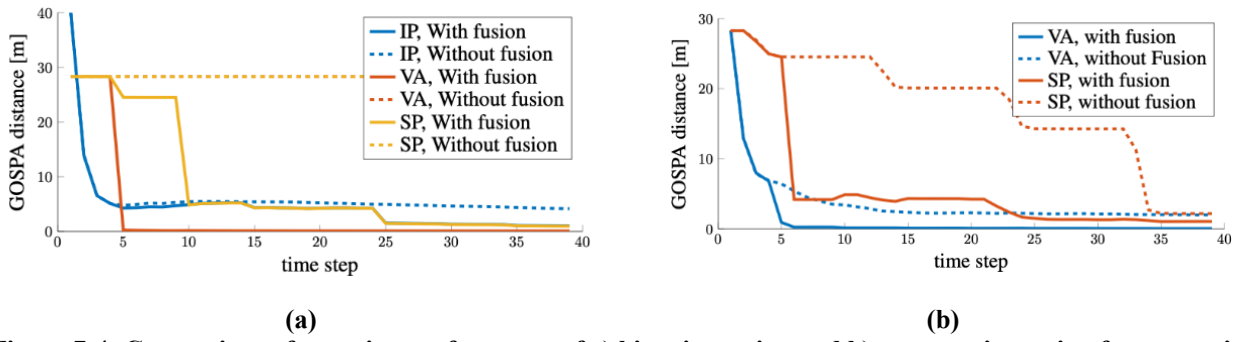 40
30
20
10
0
GOSPA distance [m]
0 5 10 15 20 25 30 35 40
time step
IP, With fusion
IP, Without fusion
VA, With fusion
VA, Without fusion
SP, With fusion
SP, Without fusion
(a)
30
20
10
0
GOSPA distance [m]
0 5 10 15 20 25 30 35 40
time step
VA, with fusion
VA, without Fusion
SP, with fusion
SP, without fusion
(b)